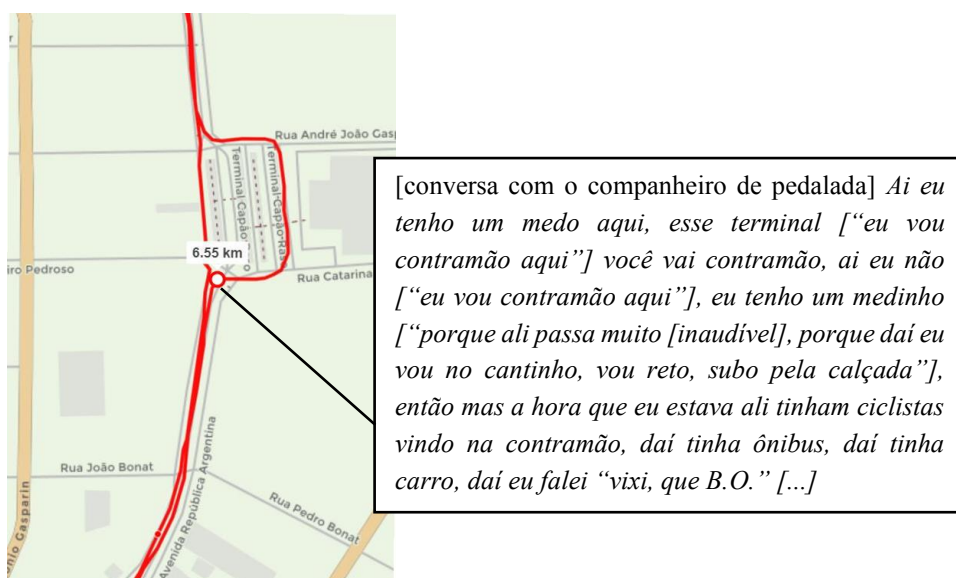 Rua André João Gasp
Terminal Capão
Terminal Capão Ras
6.55 km
iro Pedroso
Rua Catarina
Rua João Bonat
Avenida República Argentina
Rua Pedro Bonat
ônio Gasparin
[conversa com o companheiro de pedalada] Ai eu
tenho um medo aqui, esse terminal [“eu vou
contramão aqui”] você vai contramão, ai eu não
[“eu vou contramão aqui”], eu tenho um medinho
[“porque ali passa muito [inaudível], porque daí eu
vou no cantinho, vou reto, subo pela calçada”],
então mas a hora que eu estava ali tinham ciclistas
vindo na contramão, daí tinha ônibus, daí tinha
carro, daí eu falei “vixi, que B.O.” [...]